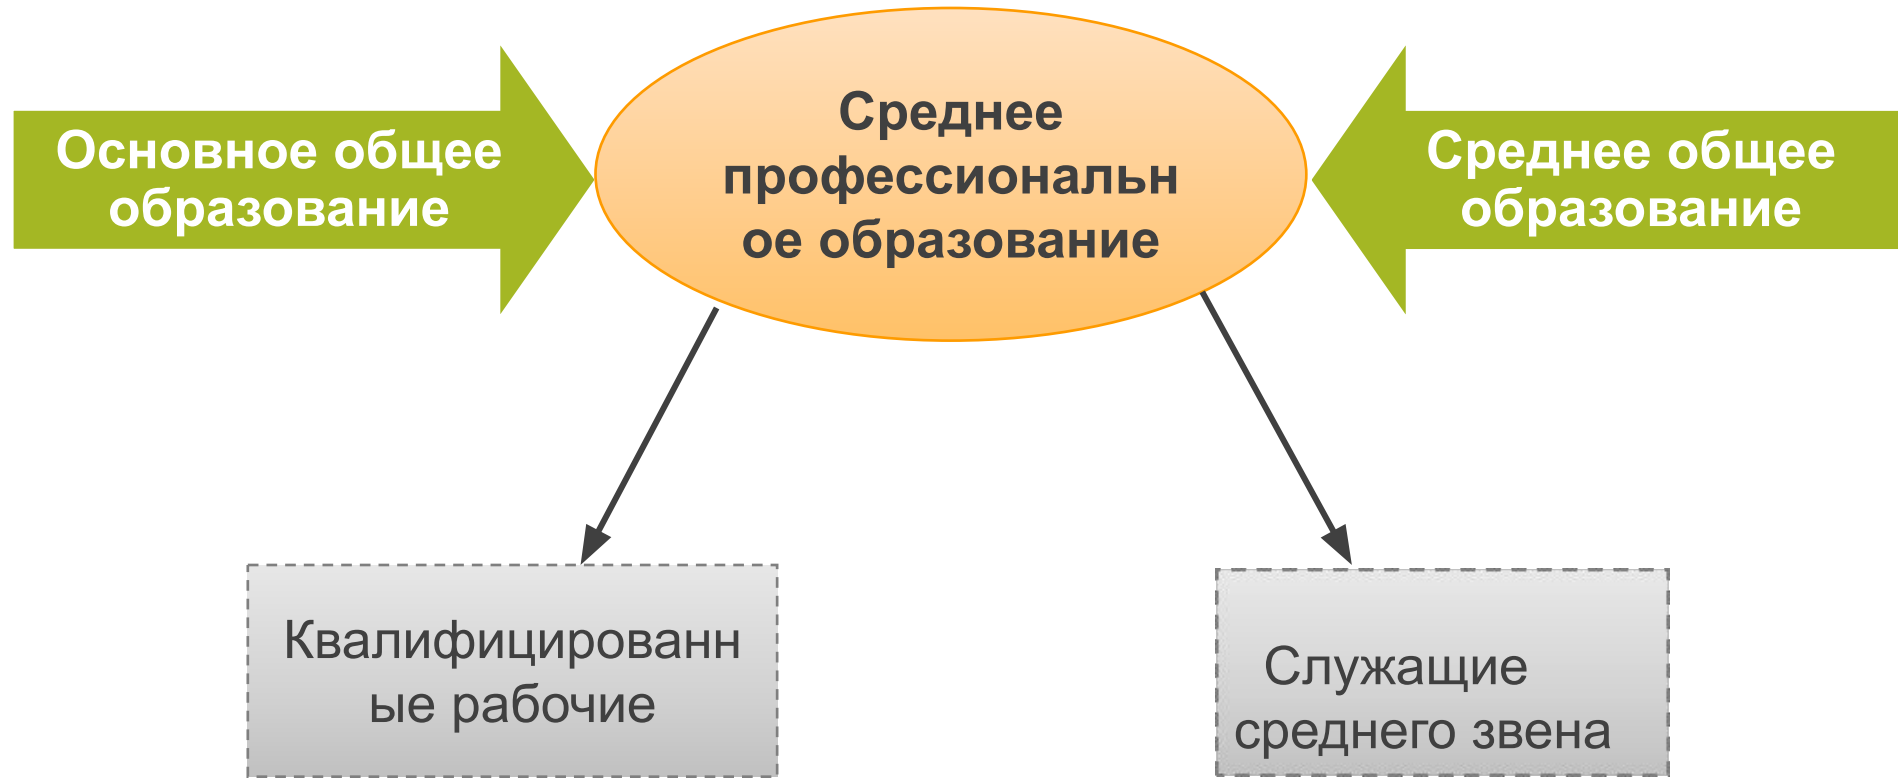 Основное общее
образование
Среднее
профессиональн
ое образование
Среднее общее
образование
Квалифицированн
ые рабочие
Служащие
среднего звена